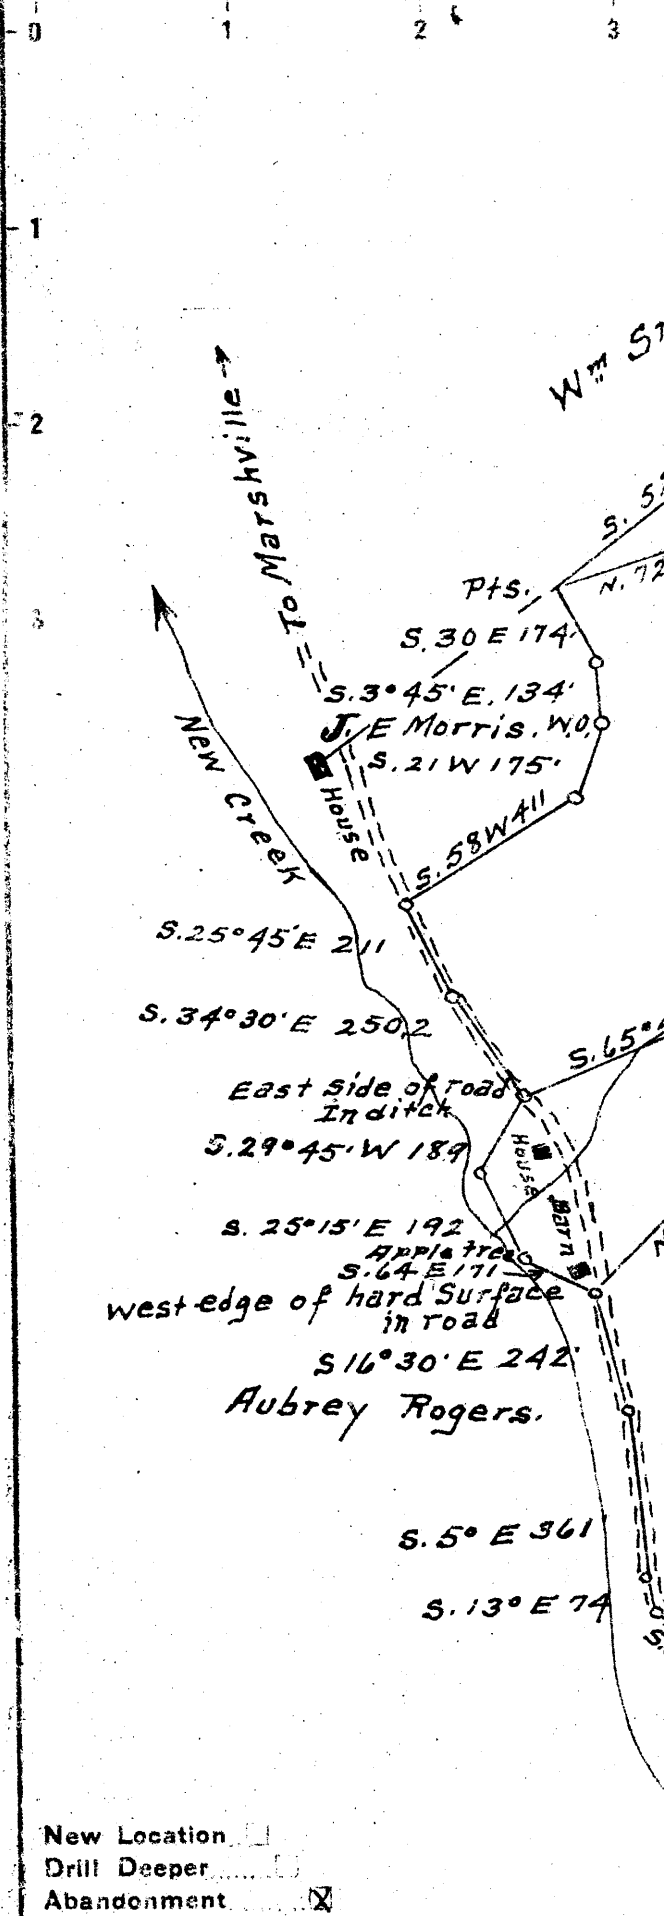 0 1 2 3
1
2
3
Wm
To Marshville
S. 5
Pts.
N. 72
S. 30 E 174'
S. 3° 45' E. 134'
J. E Morris. W.O.
S. 21 W 175'
House
New Creek
S. 58 W 411
S. 25° 45' E 211
S. 34° 30' E 250.2
S. 65°
East side of road
In ditch
S. 29° 45' W 189
House
S. 25° 15' E 192
Barn
Apple tree
S. 64 E 171
West edge of hard Surface
in road
S 16° 30' E 242'
Aubrey Rogers.
S. 5° E 361'
S. 13° E 74
S.
New Location
Drill Deeper
Abandonment X